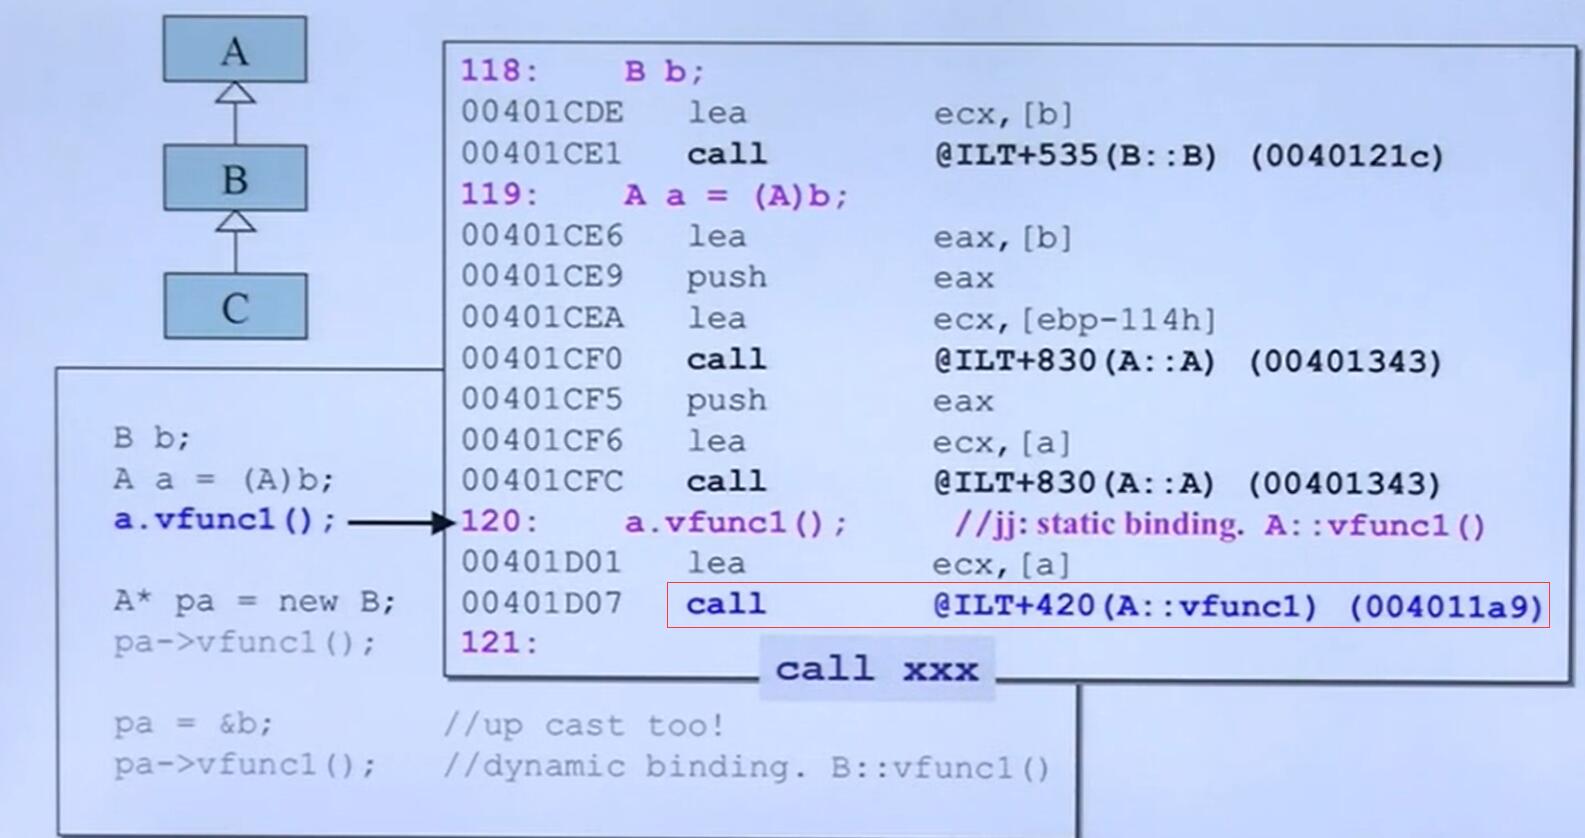 A
B
C
118: B b;
00401CDE lea ecx,[b]
00401CE1 call @ILT+535(B::B) (0040121c)
119: A a = (A)b;
00401CE6 lea eax,[b]
00401CE9 push eax
00401CEA lea ecx,[ebp-114h]
00401CF0 call @ILT+830(A::A) (00401343)
00401CF5 push eax
00401CF6 lea ecx,[a]
00401CFC call @ILT+830(A::A) (00401343)
120: a.vfunc1(); //jj: static binding. A::vfunc1()
00401D01 lea ecx,[a]
00401D07 call @ILT+420(A::vfunc1) (004011a9)
121:
call xxx
B b;
A a = (A)b;
a.vfunc1();
A* pa = new B;
pa->vfunc1();
pa = &b; //up cast too!
pa->vfunc1(); //dynamic binding. B::vfunc1()